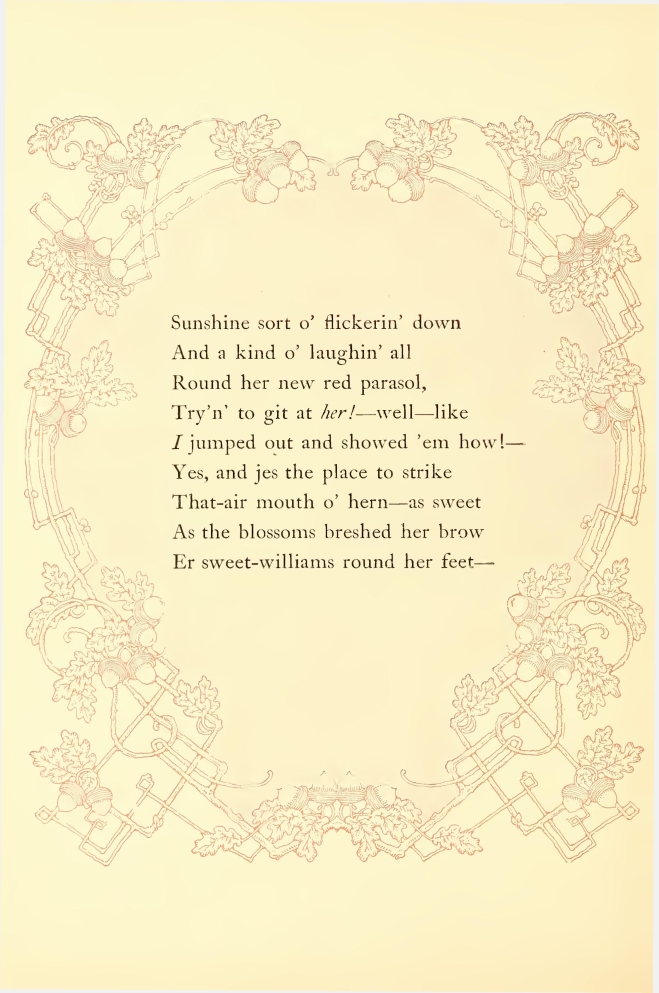 Sunshine sort o’ flickerin’ down
And a kind o’ laughin’ all
Round her new red parasol,
Try’n’ to git at her!—well—like
I jumped out and showed ’em how!—
Yes, and jes the place to strike
That-air mouth o’ hern—as sweet
As the blossoms breshed her brow
Er sweet-williams round her feet—